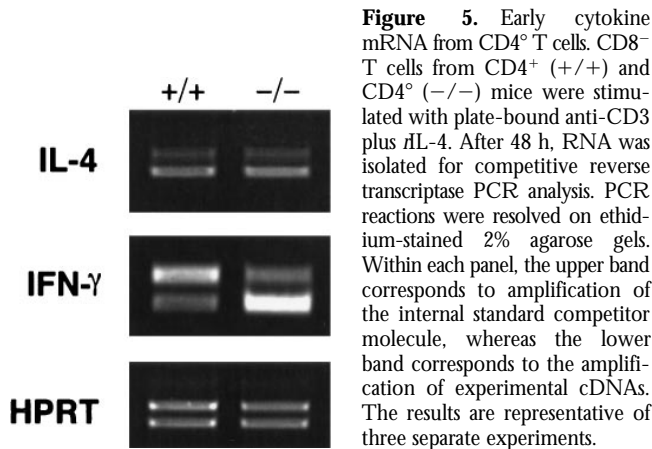 +/+ −/−
IL-4
IFN-γ
HPRT
Figure 5. Early cytokine
mRNA from CD4° T cells. CD8⁻
T cells from CD4⁺ (+/+) and
CD4° (−/−) mice were stimu-
lated with plate-bound anti-CD3
plus rIL-4. After 48 h, RNA was
isolated for competitive reverse
transcriptase PCR analysis. PCR
reactions were resolved on ethid-
ium-stained 2% agarose gels.
Within each panel, the upper band
corresponds to amplification of
the internal standard competitor
molecule, whereas the lower
band corresponds to the amplifi-
cation of experimental cDNAs.
The results are representative of
three separate experiments.